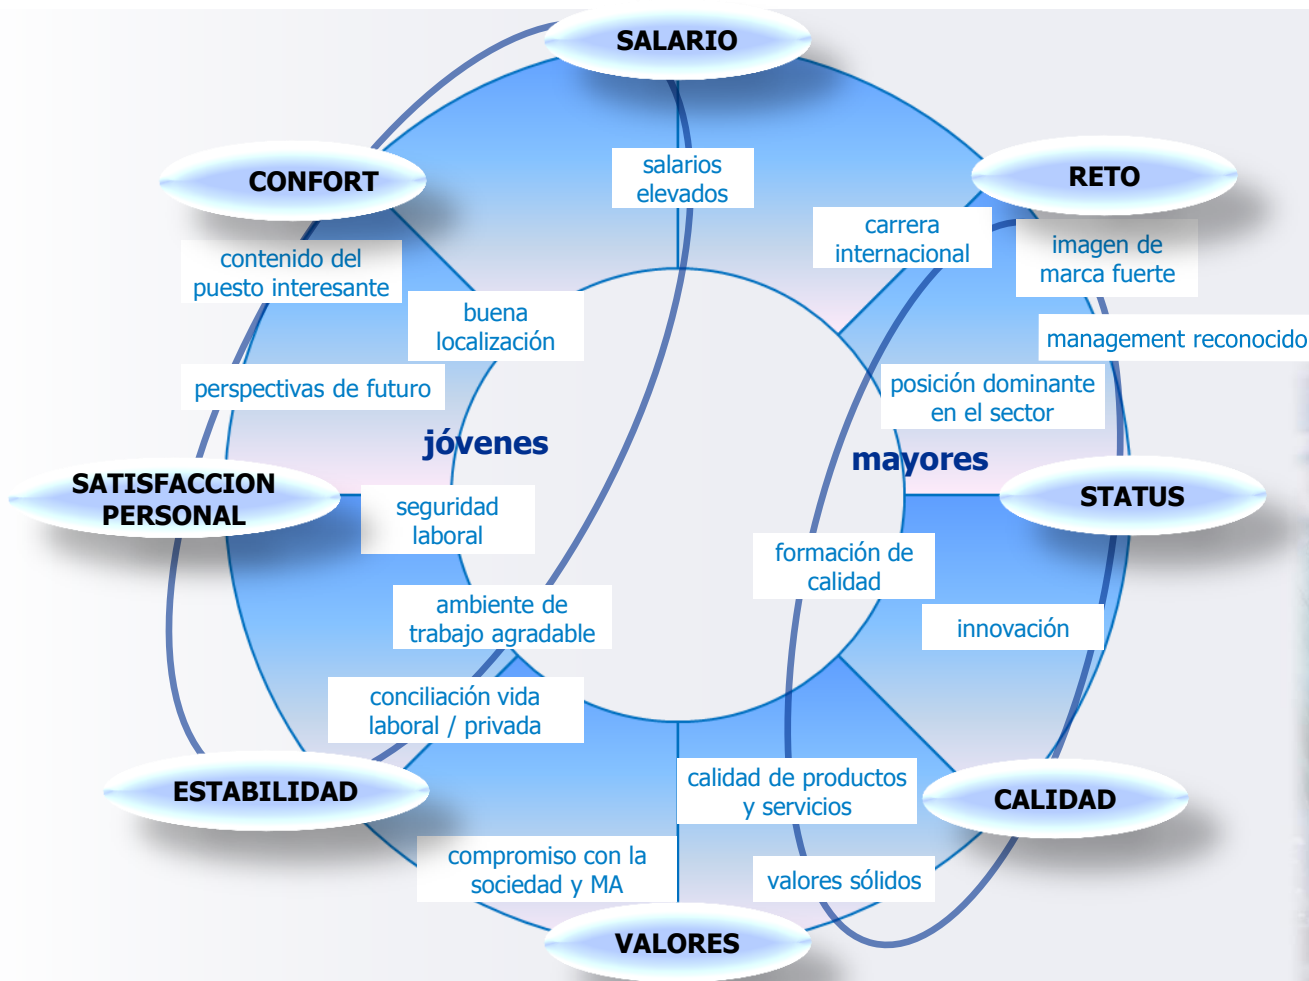 SALARIO
CONFORT
RETO
salarios
elevados
carrera
internacional
imagen de
marca fuerte
contenido del
puesto interesante
buena
localización
management reconocido
perspectivas de futuro
posición dominante
en el sector
jóvenes
mayores
SATISFACCION
PERSONAL
STATUS
seguridad
laboral
formación de
calidad
ambiente de
trabajo agradable
innovación
conciliación vida
laboral / privada
ESTABILIDAD
calidad de productos
y servicios
CALIDAD
compromiso con la
sociedad y MA
valores sólidos
VALORES